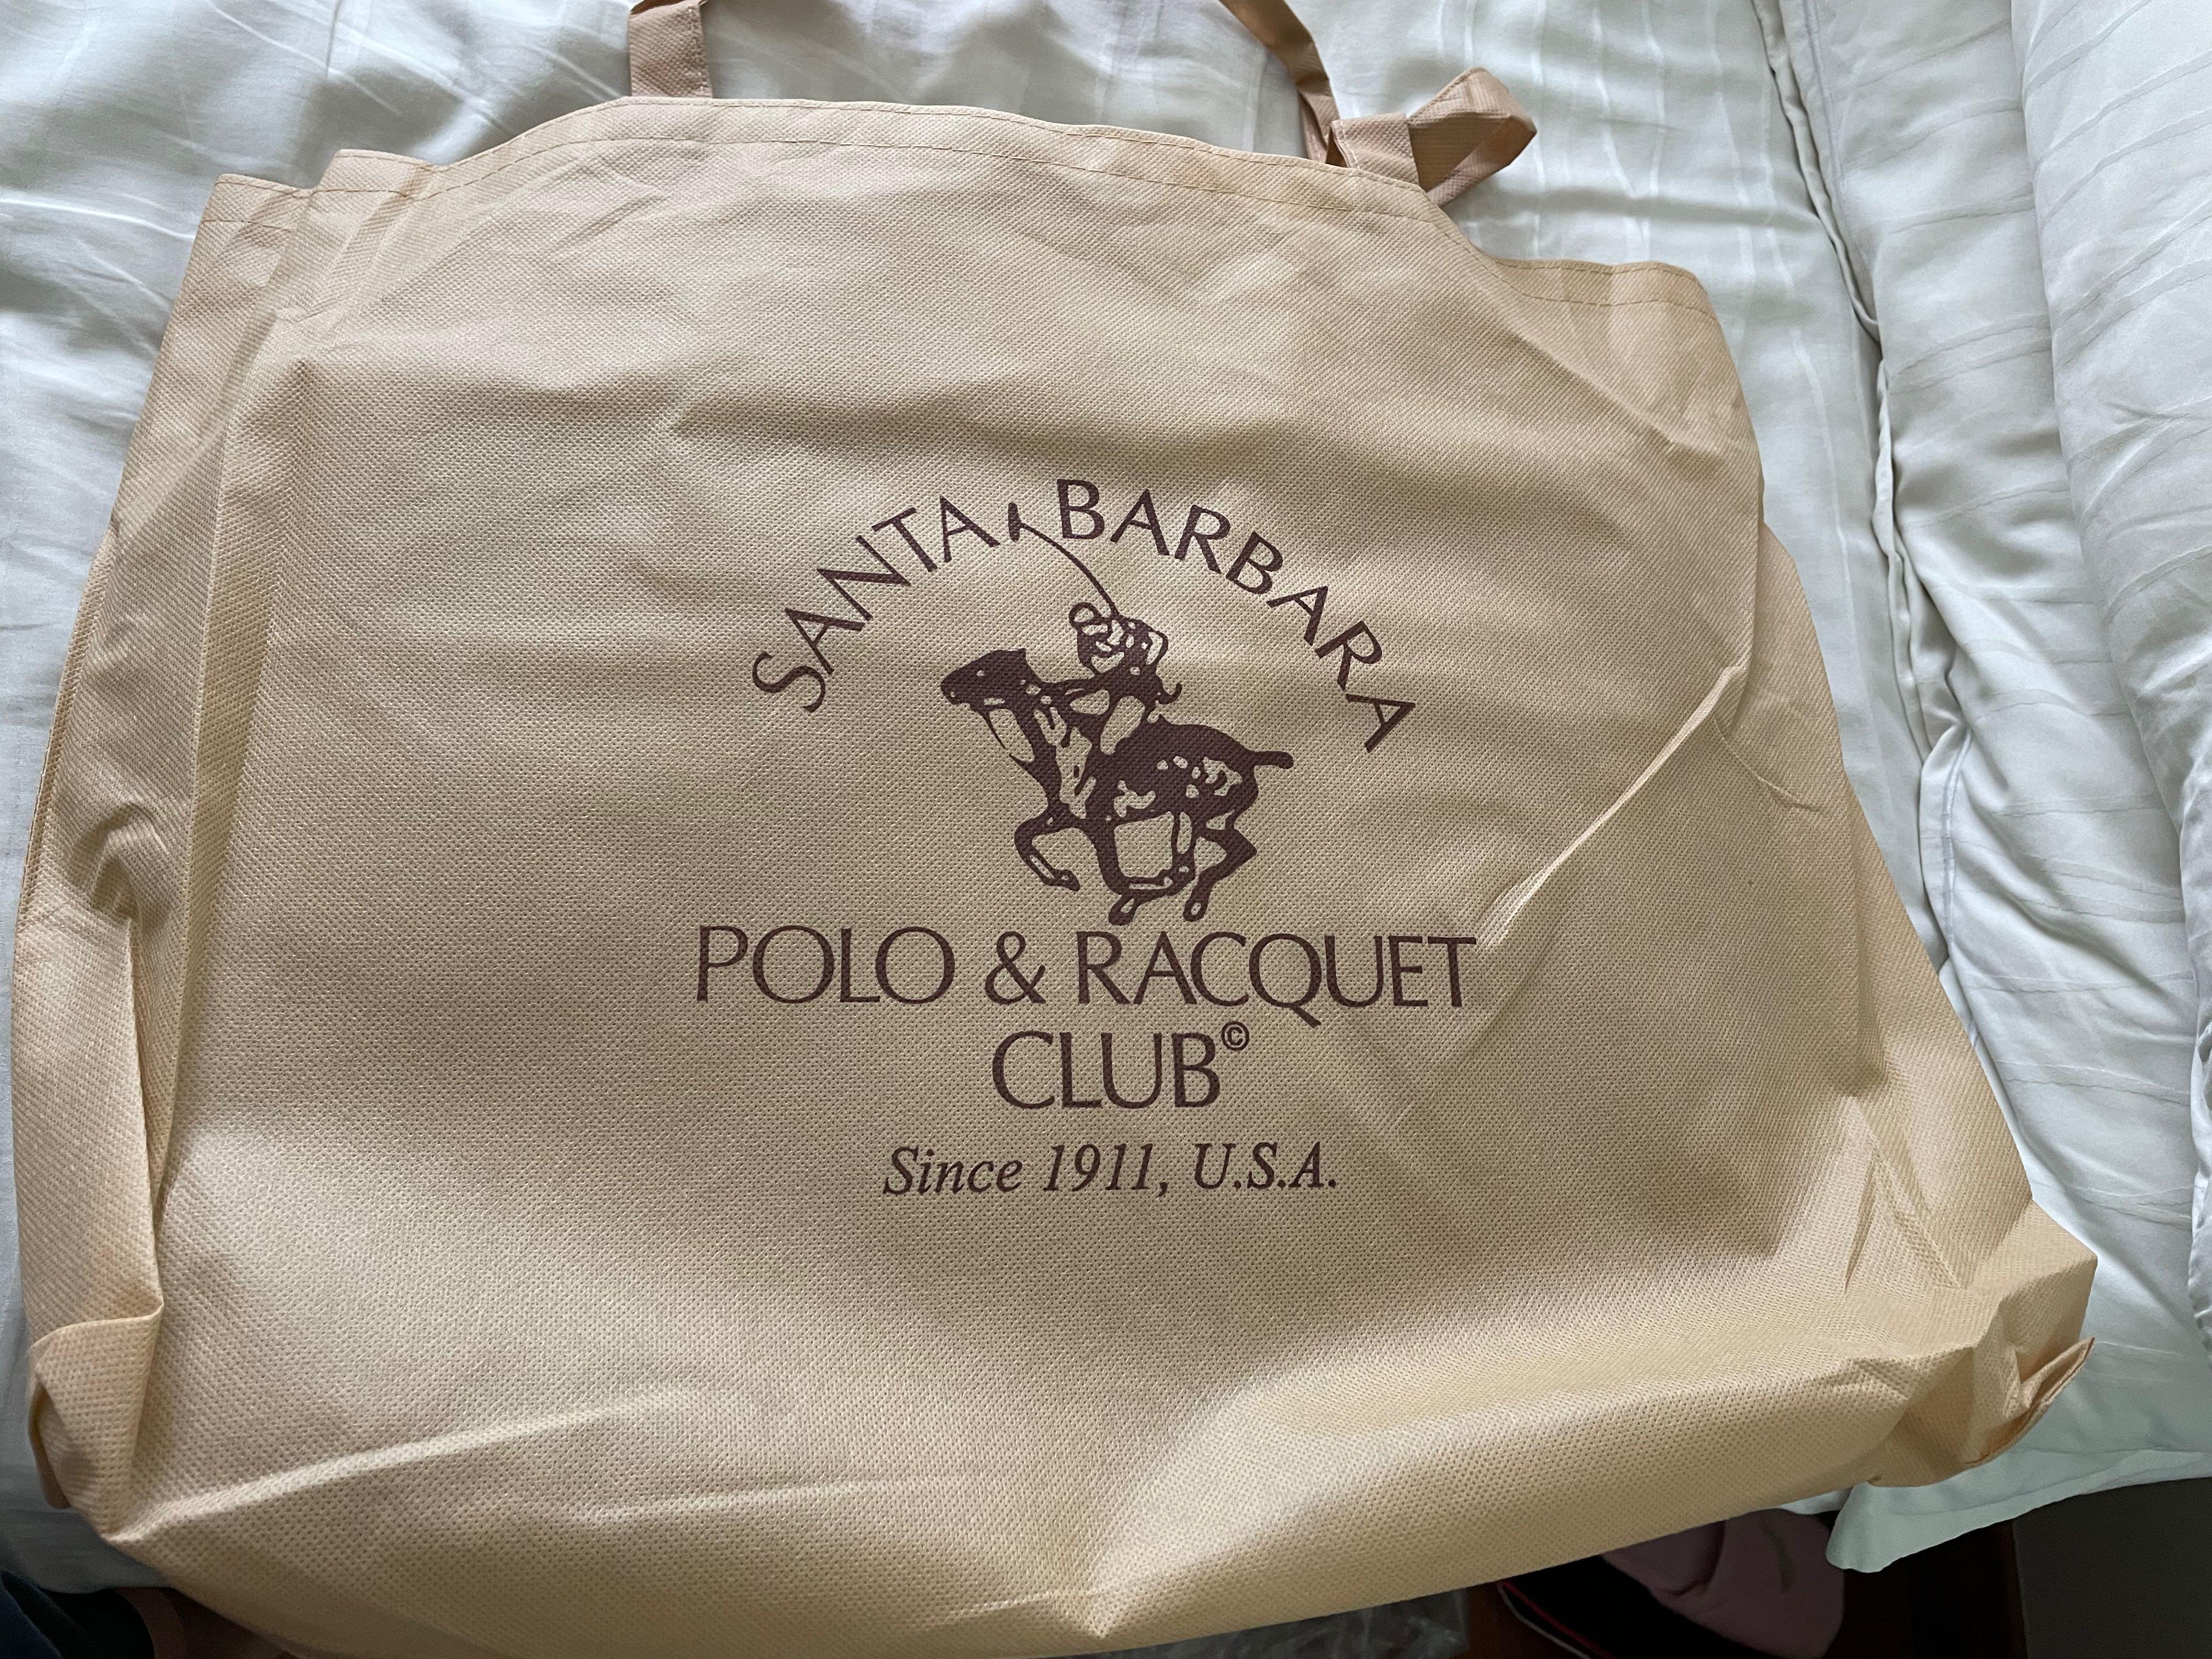 SANTA BARBARA
POLO & RACQUET
CLUB©
Since 1911, U.S.A.